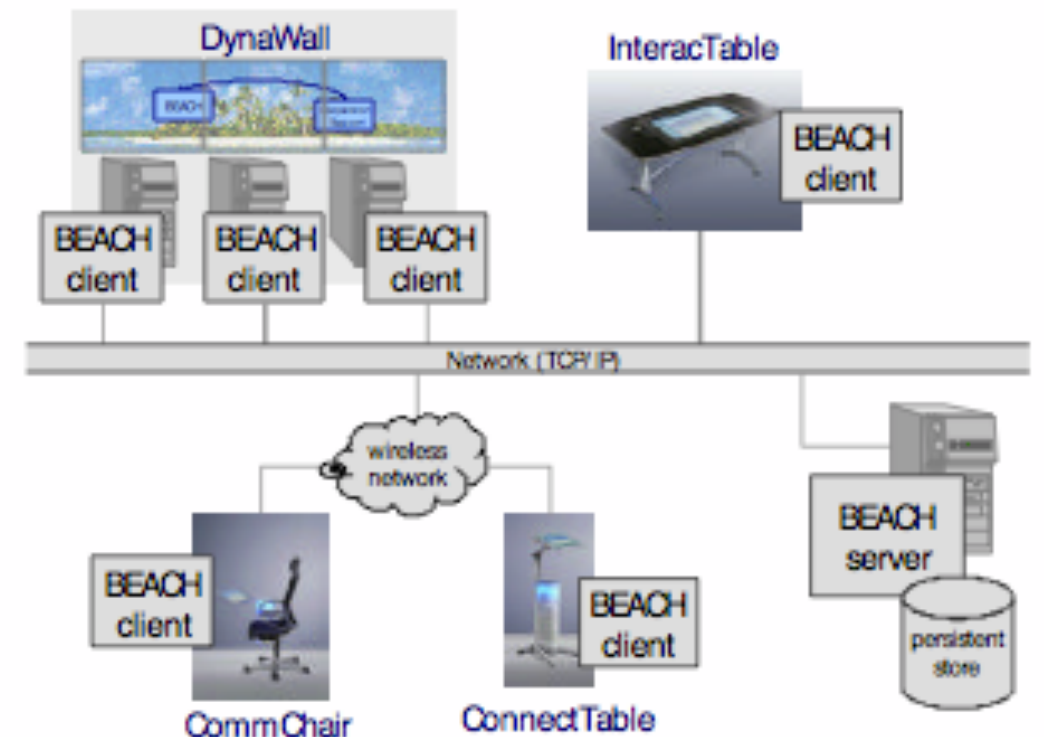 DynaWall
InteracTable
BEACH
BEACH
client
BEACH
client
BEACH
client
BEACH
client
Network (TCP/IP)
wireless
network
BEACH
client
BEACH
client
BEACH
server
persistent
store
CommChair
ConnectTable